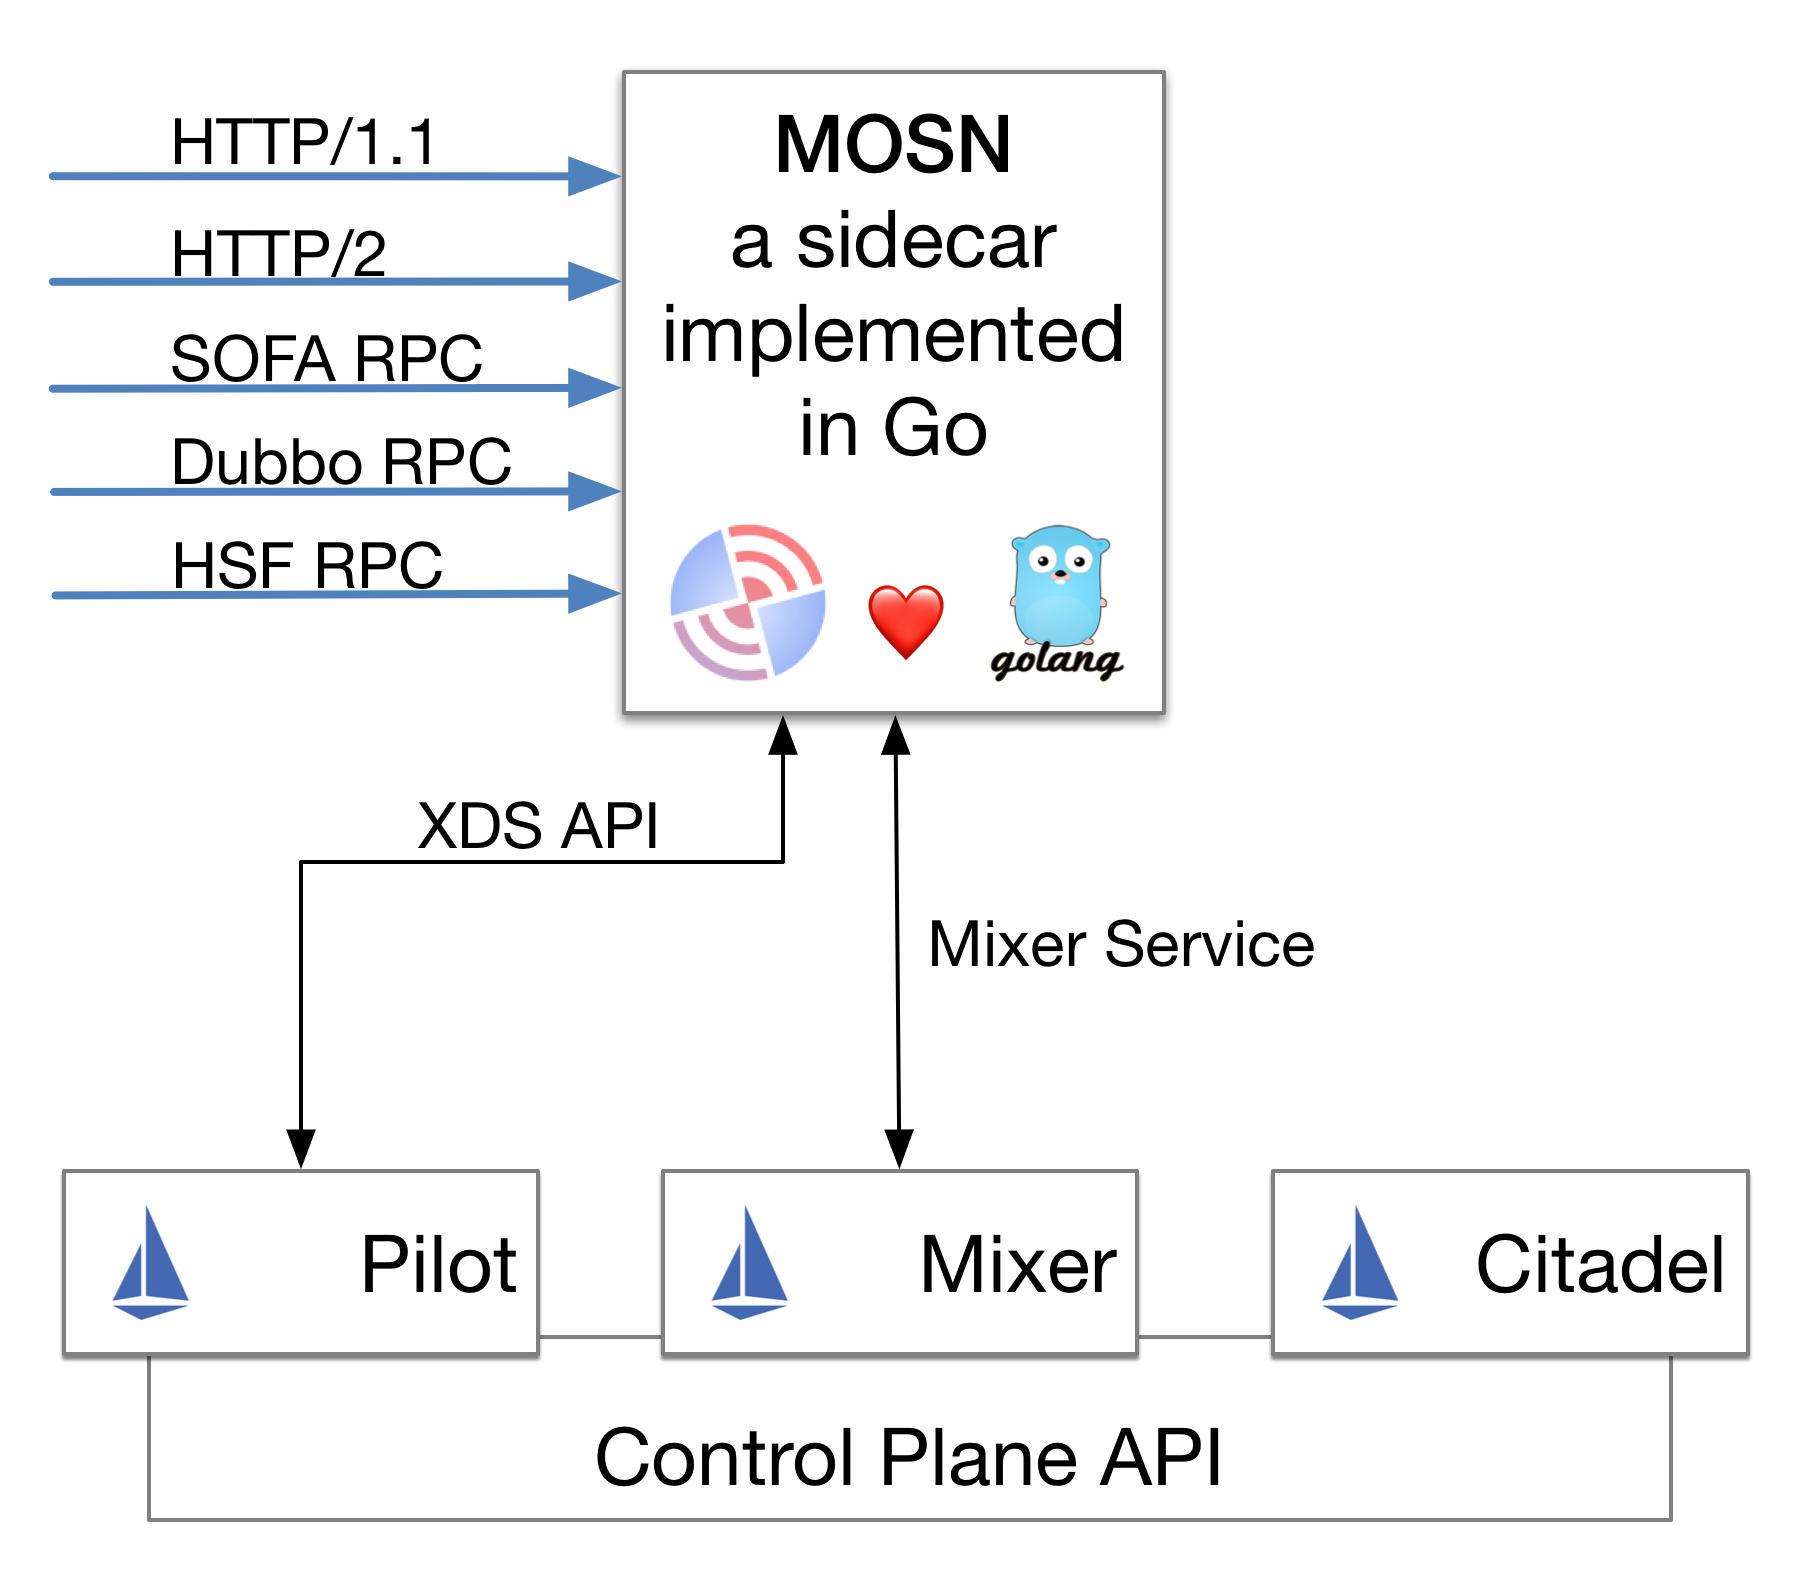 HTTP/1.1
HTTP/2
SOFA RPC
Dubbo RPC
HSF RPC
MOSN
a sidecar
implemented
in Go
golang
XDS API
Mixer Service
Pilot
Mixer
Citadel
Control Plane API